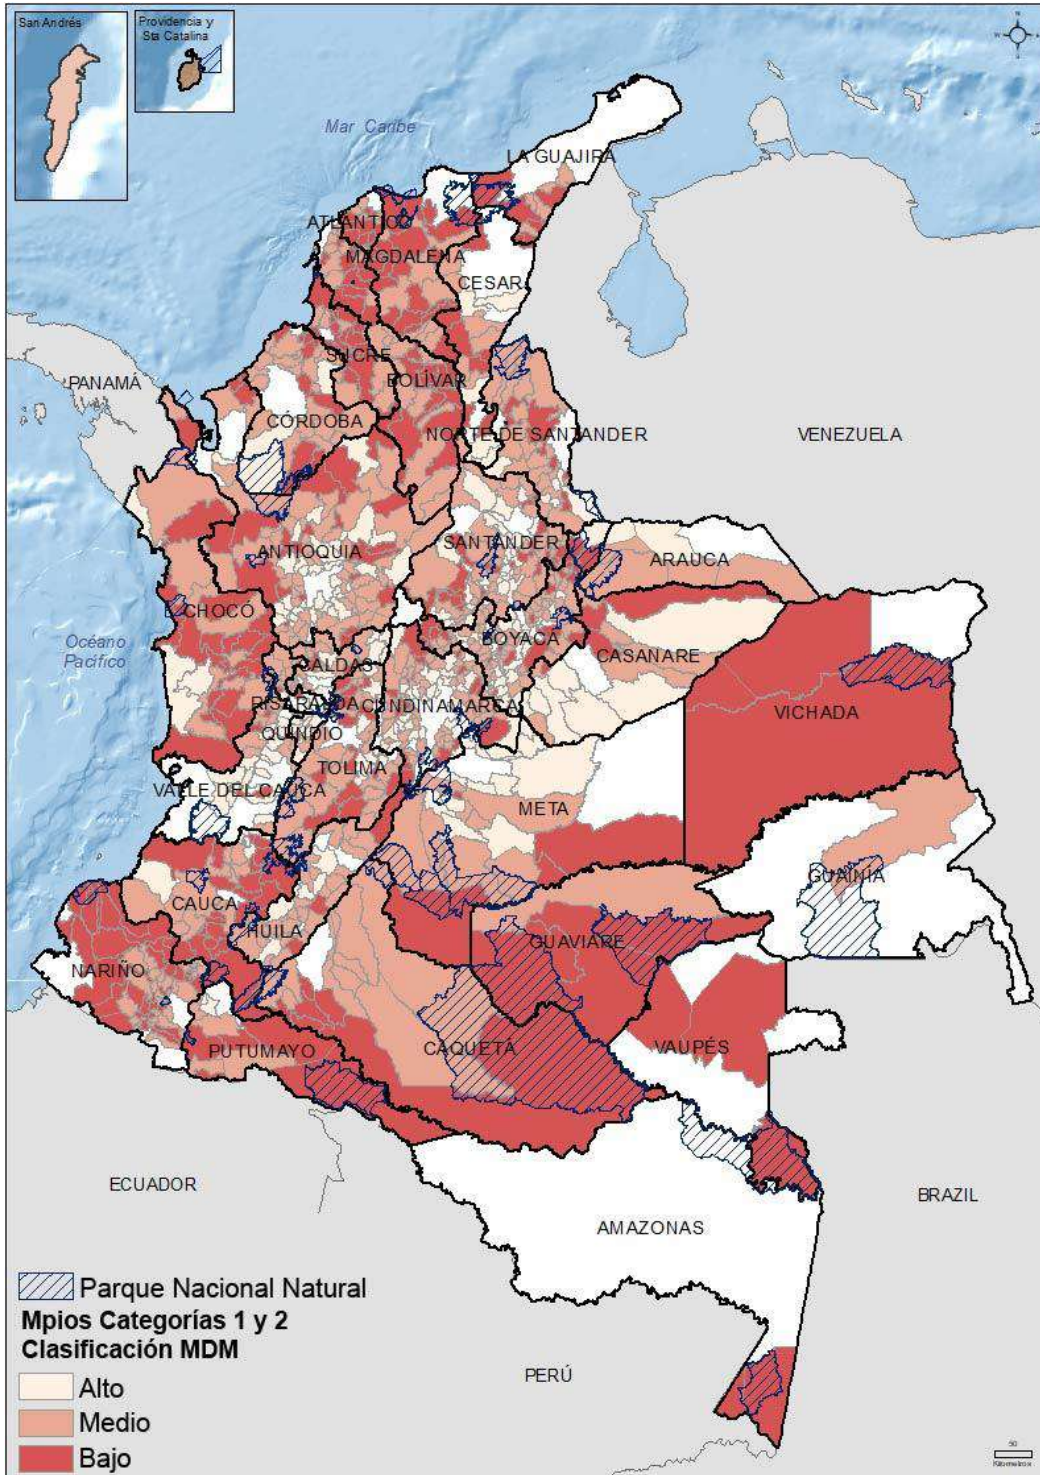 San Andrés
Providencia y
Sta Catalina
N
Mar Caribe
LA GUAJIRA
ATLÁNTICO
MAGDALENA
CESAR
SUCRE
BOLÍVAR
PANAMÁ
CÓRDOBA
NORTE DE SANTANDER
VENEZUELA
ANTIOQUIA
SANTANDER
ARAUCA
CHOCÓ
Océano
Pacífico
BOYACÁ
CALDAS
CASANARE
RISARALDA
CUNDINAMARCA
VICHADA
QUINDIO
TOLIMA
VALLE DEL CAUCA
META
GUAINÍA
CAUCA
HUILA
GUAVIARE
NARIÑO
PUTUMAYO
CAQUETÁ
VAUPÉS
ECUADOR
BRAZIL
AMAZONAS
PERÚ
Parque Nacional Natural
Mpios Categorías 1 y 2
Clasificación MDM
Alto
Medio
Bajo
50
Kilometros